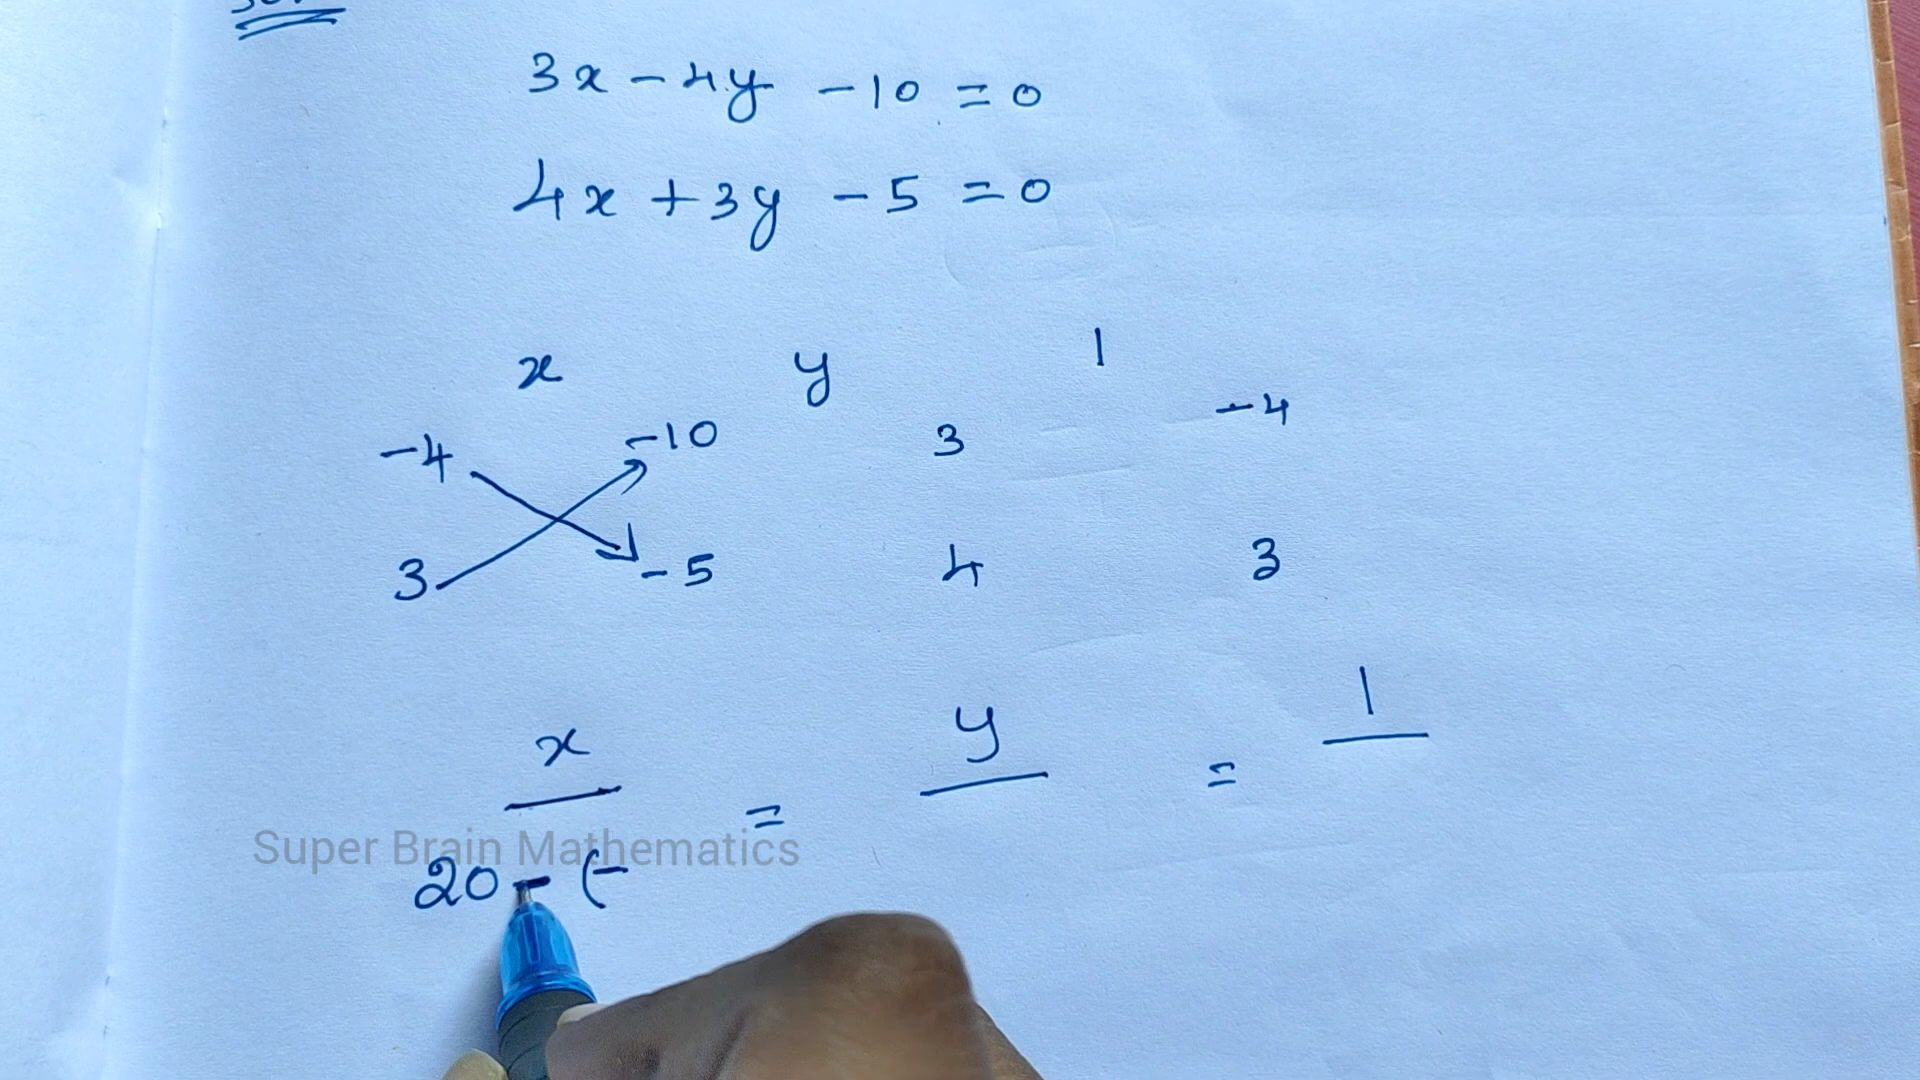 3x - 4y - 10 = 0
4x + 3y - 5 = 0
x y 1
-4 -10 3 -4
3 -5 4 3
x/ = y/ = 1/
Super Brain Mathematics
20 - (-